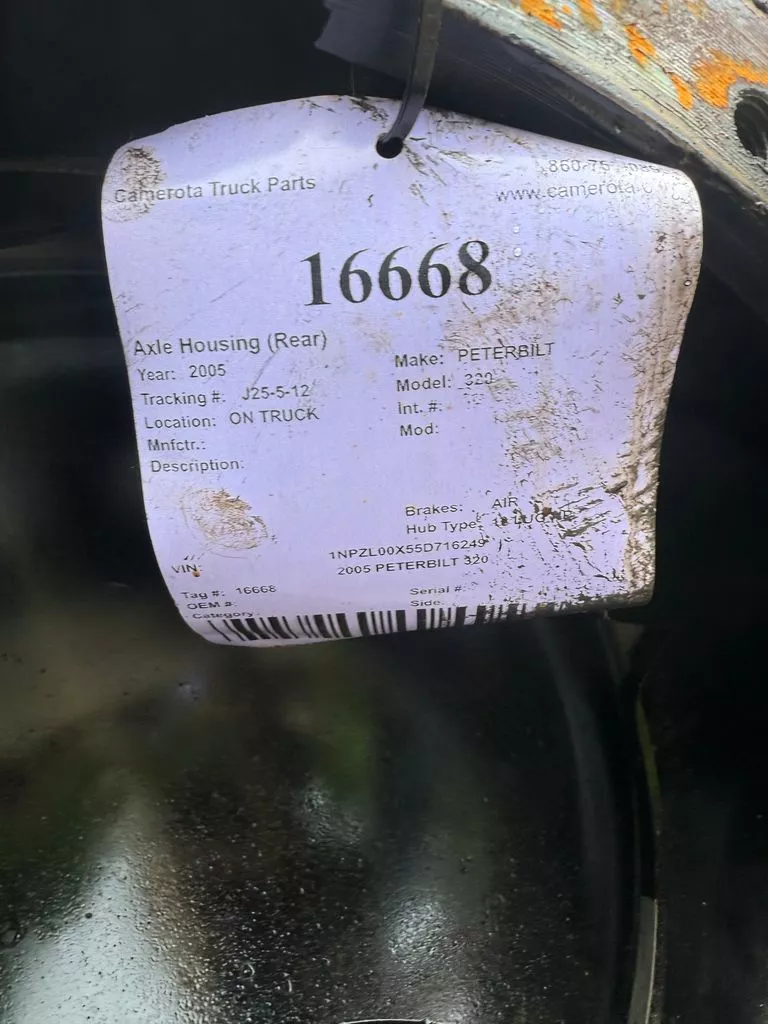 Camerota Truck Parts
860-75
www.camerota.c
16668
Axle Housing (Rear)
Year: 2005
Tracking #: J25-5-12
Location: ON TRUCK
Mnfctr.:
Description:
Make: PETERBILT
Model: 320
Int. #:
Mod:
Brakes: AIR
Hub Type:
VIN: 1NPZL00X55D716249
2005 PETERBILT 320
Tag #: 16668
OEM #:
Category:
Serial #:
Side: